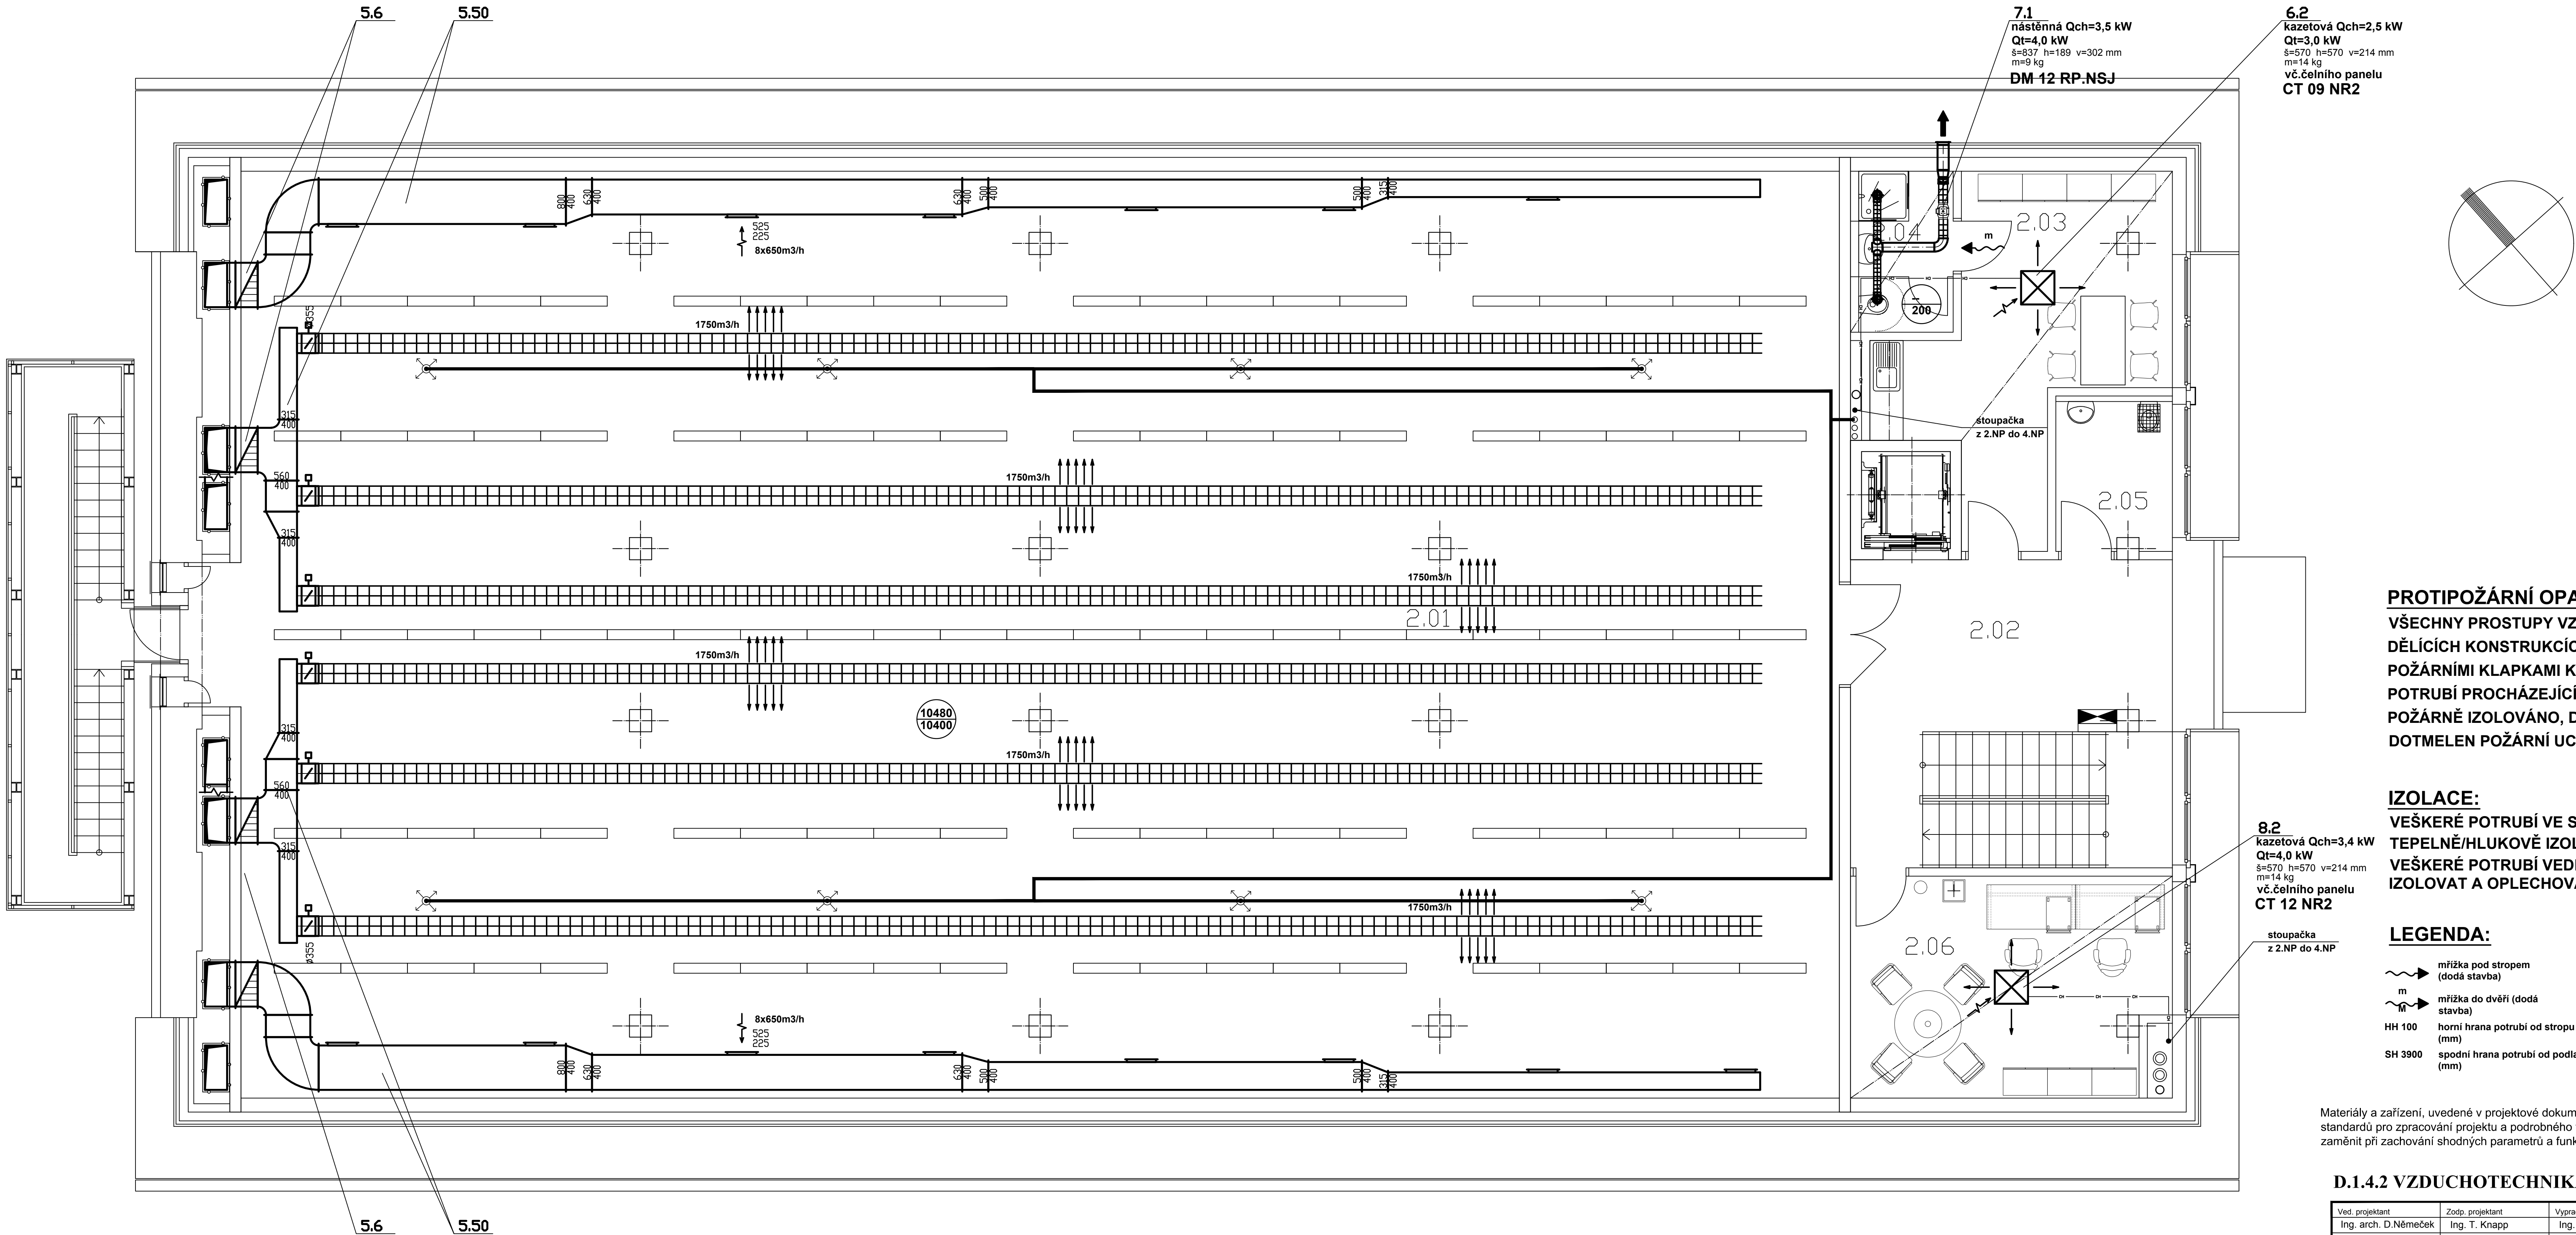 5.6
5.50
7.1
nástěnná Qch=3,5 kW
Qt=4,0 kW
š=837 h=189 v=302 mm
m=9 kg
DM 12 RP.NSJ
6.2
kazetová Qch=2,5 kW
Qt=3,0 kW
š=570 h=570 v=214 mm
m=14 kg
vč.čelního panelu
CT 09 NR2
800
400
630
400
630
400
500
400
500
400
315
400
525
225
8x650m3/h
2.04
m
2.03
200
ø355
1750m3/h
315
400
stoupačka
z 2.NP do 4.NP
560
400
1750m3/h
2.05
315
400
1750m3/h
2.01
2.02
1750m3/h
10480
10400
315
400
1750m3/h
560
400
315
400
1750m3/h
ø355
2.06
8x650m3/h
525
225
800
400
630
400
630
400
500
400
500
400
315
400
5.6
5.50
8.2
kazetová Qch=3,4 kW
Qt=4,0 kW
š=570 h=570 v=214 mm
m=14 kg
vč.čelního panelu
CT 12 NR2
stoupačka
z 2.NP do 4.NP
PROTIPOŽÁRNÍ OPA
VŠECHNY PROSTUPY VZ
DĚLÍCÍCH KONSTRUKCÍC
POŽÁRNÍMI KLAPKAMI K
POTRUBÍ PROCHÁZEJÍCÍ
POŽÁRNĚ IZOLOVÁNO, D
DOTMELEN POŽÁRNÍ UC
IZOLACE:
VEŠKERÉ POTRUBÍ VE S
TEPELNĚ/HLUKOVĚ IZOL
VEŠKERÉ POTRUBÍ VEDE
IZOLOVAT A OPLECHOVA
LEGENDA:
mřížka pod stropem
(dodá stavba)
m
M
mřížka do dvěří (dodá
stavba)
HH 100 horní hrana potrubí od stropu
(mm)
SH 3900 spodní hrana potrubí od podla
(mm)
Materiály a zařízení, uvedené v projektové dokum
standardů pro zpracování projektu a podrobného
zaměnit při zachování shodných parametrů a funk
D.1.4.2 VZDUCHOTECHNIKA
Ved. projektant Zodp. projektant Vypra
Ing. arch. D.Němeček Ing. T. Knapp Ing.